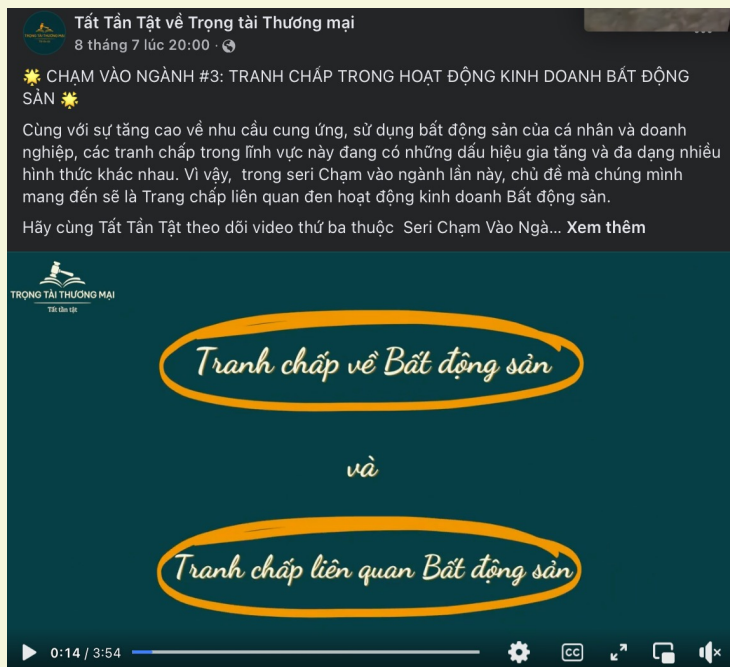 Tất Tần Tật về Trọng tài Thương mại
8 tháng 7 lúc 20:00 ·
🌟 CHẠM VÀO NGÀNH #3: TRANH CHẤP TRONG HOẠT ĐỘNG KINH DOANH BẤT ĐỘNG
SẢN 🌟
Cùng với sự tăng cao về nhu cầu cung ứng, sử dụng bất động sản của cá nhân và doanh
nghiệp, các tranh chấp trong lĩnh vực này đang có những dấu hiệu gia tăng và đa dạng nhiều
hình thức khác nhau. Vì vậy,  trong seri Chạm vào ngành lần này, chủ đề mà chúng mình
mang đến sẽ là Trang chấp liên quan đen hoạt động kinh doanh Bất động sản.
Hãy cùng Tất Tần Tật theo dõi video thứ ba thuộc  Seri Chạm Vào Ngà... Xem thêm
TRỌNG TÀI THƯƠNG MẠI
Tất tần tật
Tranh chấp về Bất động sản
và
Tranh chấp liên quan Bất động sản
0:14 / 3:54
CC